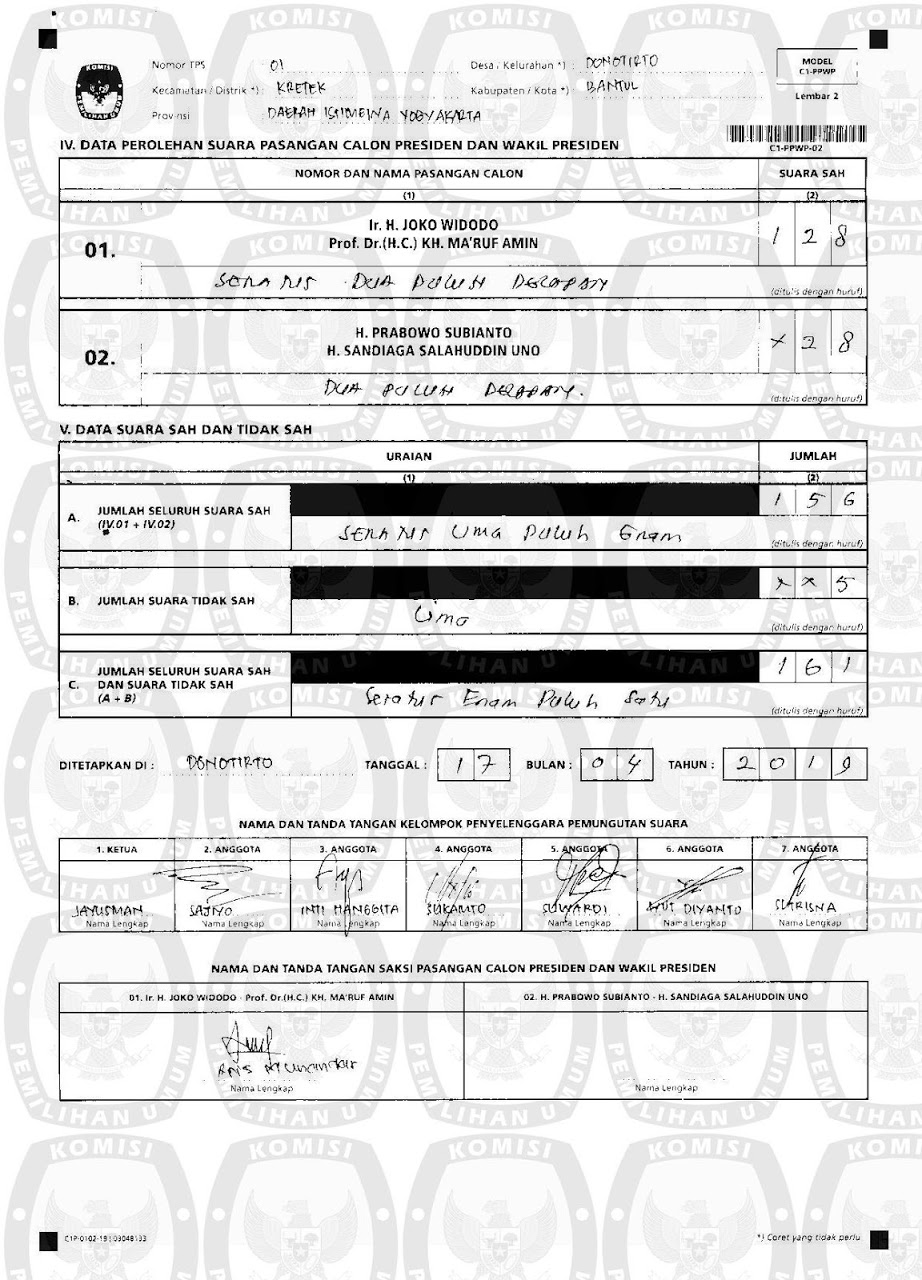 Nomor TPS : 01 Desa / Kelurahan *) : DONOTIRTO
Kecamatan / Distrik *) : KRETEK Kabupaten / Kota *) : BANTUL
Provinsi : DAERAH ISTIMEWA YOGYAKARTA
MODEL
C1-PPWP
Lembar 2
C1-PPWP-02
IV. DATA PEROLEHAN SUARA PASANGAN CALON PRESIDEN DAN WAKIL PRESIDEN
NOMOR DAN NAMA PASANGAN CALON SUARA SAH
(1) (2)
01. Ir. H. JOKO WIDODO
Prof. Dr.(H.C.) KH. MA'RUF AMIN 1 2 8
SERATUS DUA PULUH DELAPAN
(ditulis dengan huruf)
02. H. PRABOWO SUBIANTO
H. SANDIAGA SALAHUDDIN UNO X 2 8
DUA PULUH DELAPAN.
(ditulis dengan huruf)
V. DATA SUARA SAH DAN TIDAK SAH
URAIAN JUMLAH
(1) (2)
A. JUMLAH SELURUH SUARA SAH
(IV.01 + IV.02) 1 5 6
SERATUS Lima Puluh Enam
(ditulis dengan huruf)
B. JUMLAH SUARA TIDAK SAH X X 5
Lima
(ditulis dengan huruf)
C. JUMLAH SELURUH SUARA SAH
DAN SUARA TIDAK SAH
(A + B) 1 6 1
Seratus Enam Puluh Satu
(ditulis dengan huruf)
DITETAPKAN DI : DONOTIRTO TANGGAL : 1 7 BULAN : 0 4 TAHUN : 2 0 1 9
NAMA DAN TANDA TANGAN KELOMPOK PENYELENGGARA PEMUNGUTAN SUARA
1. KETUA 2. ANGGOTA 3. ANGGOTA 4. ANGGOTA 5. ANGGOTA 6. ANGGOTA 7. ANGGOTA
JAYUSMAN SAJIYO INTI HANGGITA SUKAMTO SUWARDI DIYANTO SUTRISNA
Nama Lengkap Nama Lengkap Nama Lengkap Nama Lengkap Nama Lengkap Nama Lengkap Nama Lengkap
NAMA DAN TANDA TANGAN SAKSI PASANGAN CALON PRESIDEN DAN WAKIL PRESIDEN
01. Ir. H. JOKO WIDODO - Prof. Dr.(H.C.) KH. MA'RUF AMIN 02. H. PRABOWO SUBIANTO - H. SANDIAGA SALAHUDDIN UNO
Nama Lengkap Nama Lengkap
C1P-0102-19 | 03048133 *) Coret yang tidak perlu